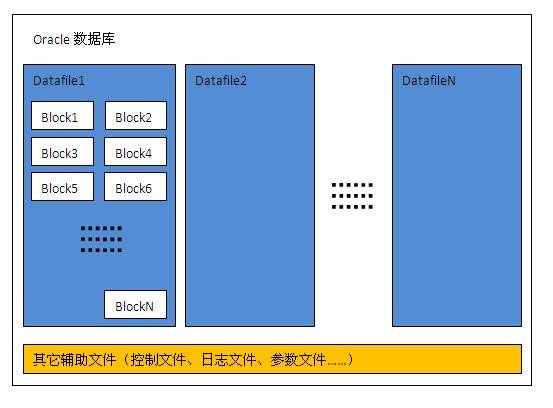 Oracle 数据库
Datafile1
Datafile2
DatafileN
Block1
Block2
Block3
Block4
Block5
Block6
BlockN
其它辅助文件（控制文件、日志文件、参数文件……）